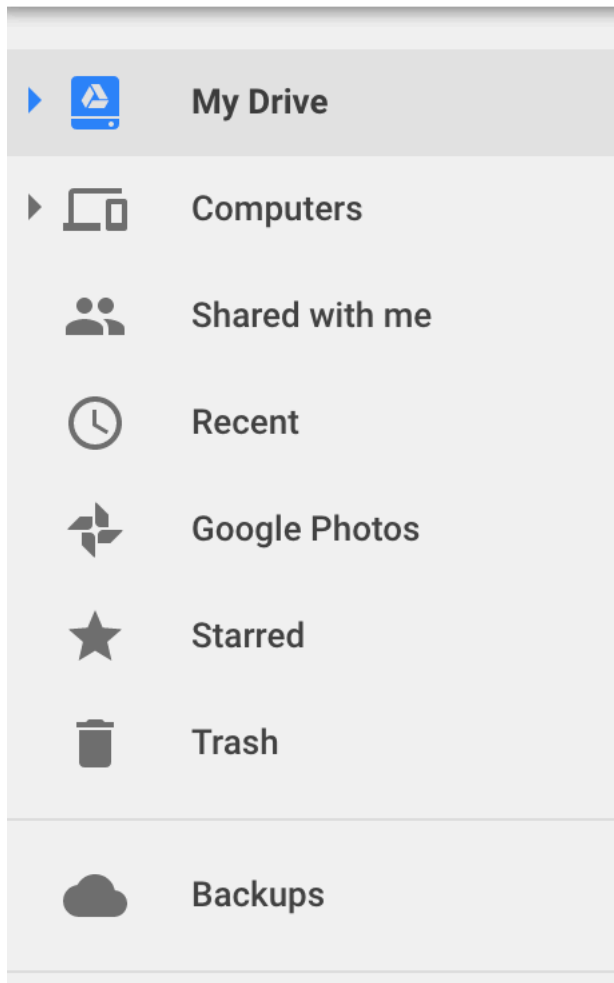 My Drive
Computers
Shared with me
Recent
Google Photos
Starred
Trash
Backups